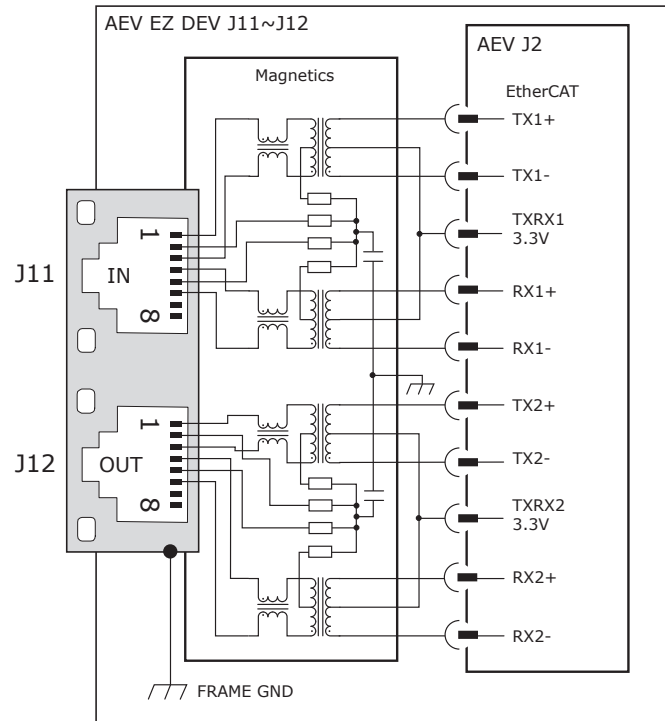 AEV EZ DEV J11~J12
AEV J2
Magnetics
EtherCAT
TX1+
TX1-
TXRX1
3.3V
RX1+
RX1-
J11
1
IN
8
TX2+
TX2-
TXRX2
3.3V
RX2+
RX2-
J12
1
OUT
8
FRAME GND